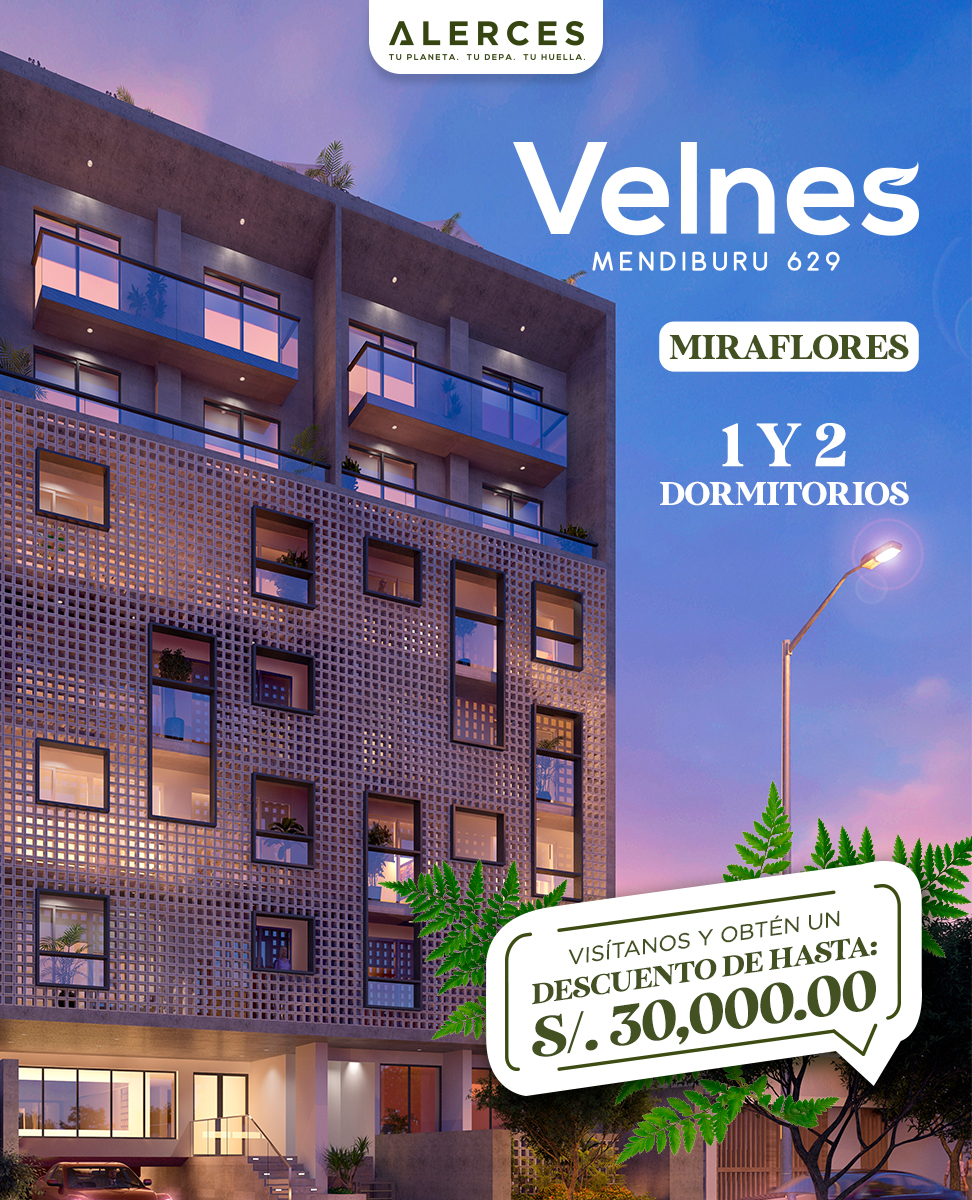 ALERCES
TU PLANETA. TU DEPA. TU HUELLA.
Velnes
MENDIBURU 629
MIRAFLORES
1 Y 2
DORMITORIOS
VISÍTANOS Y OBTÉN UN
DESCUENTO DE HASTA:
S/. 30,000.00